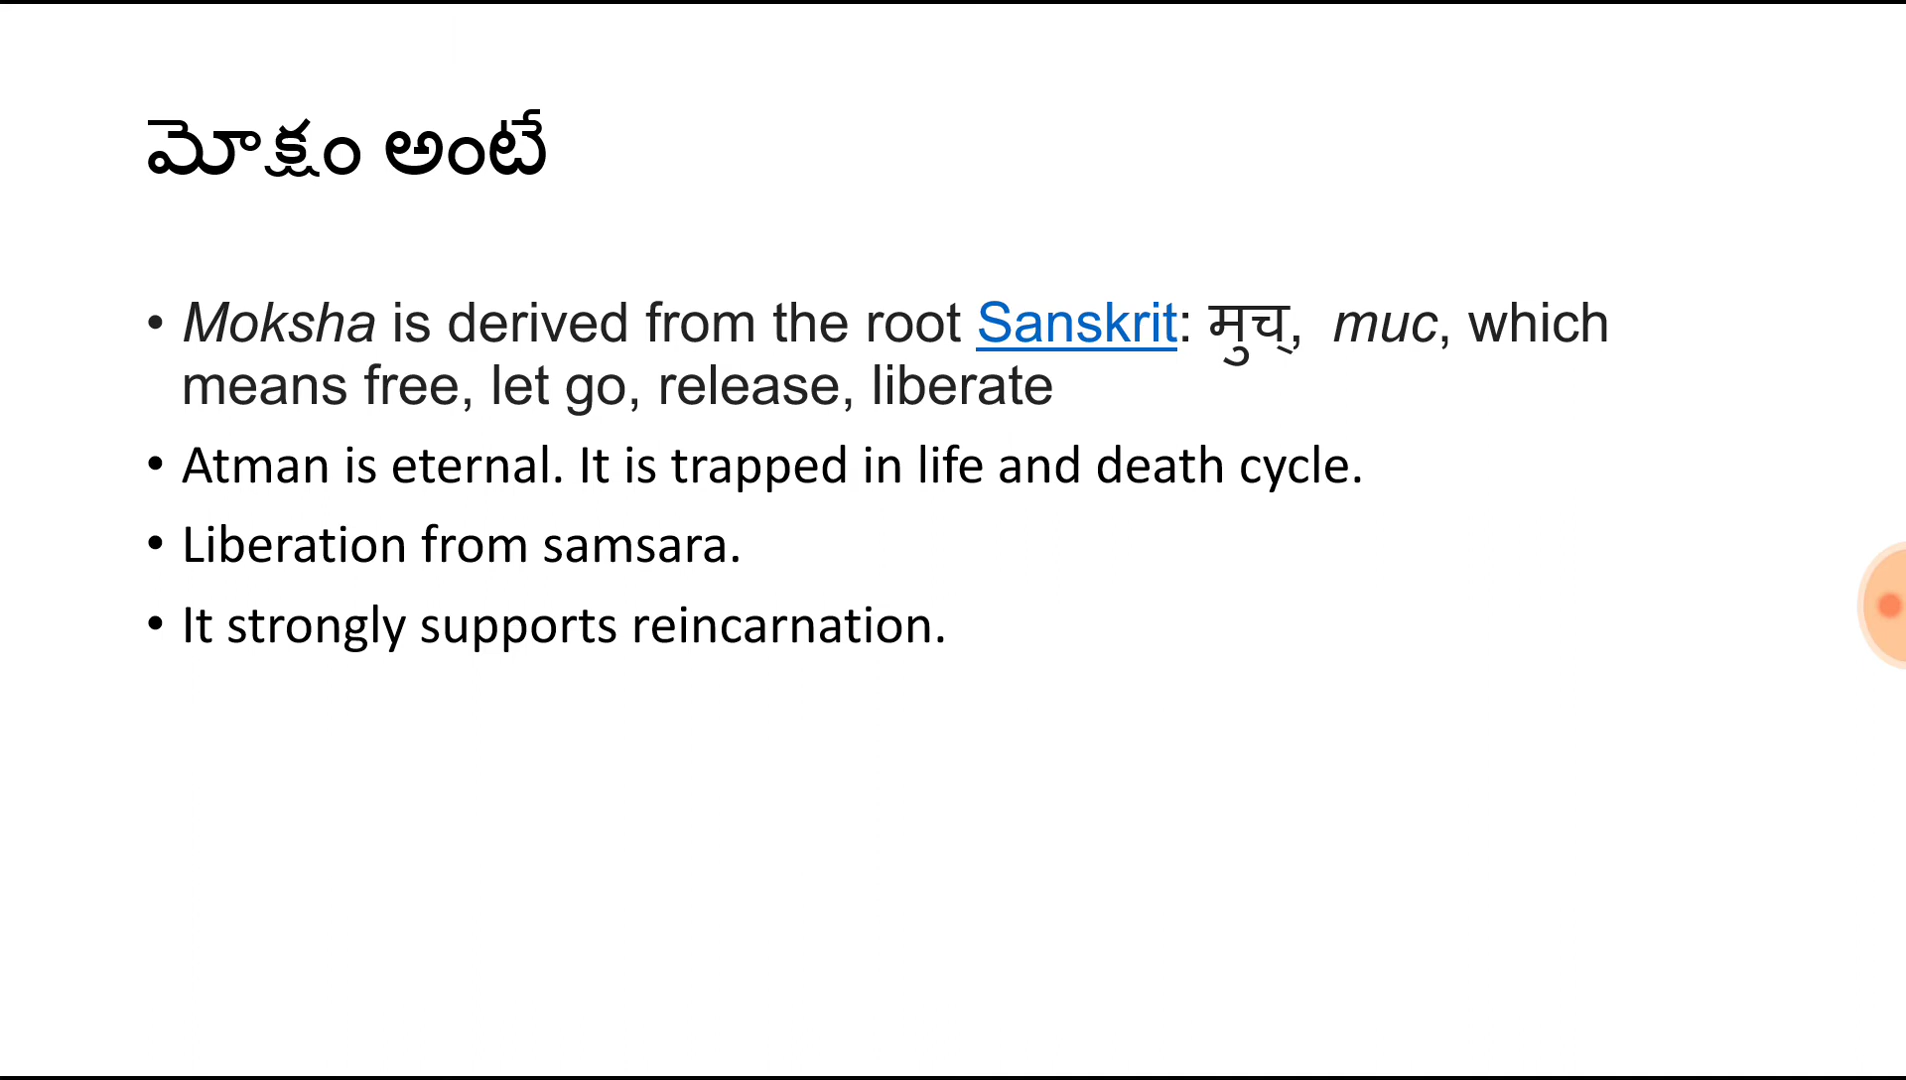 మోక్షం అంటే
• Moksha is derived from the root Sanskrit: मुच्, muc, which
means free, let go, release, liberate
• Atman is eternal. It is trapped in life and death cycle.
• Liberation from samsara.
• It strongly supports reincarnation.